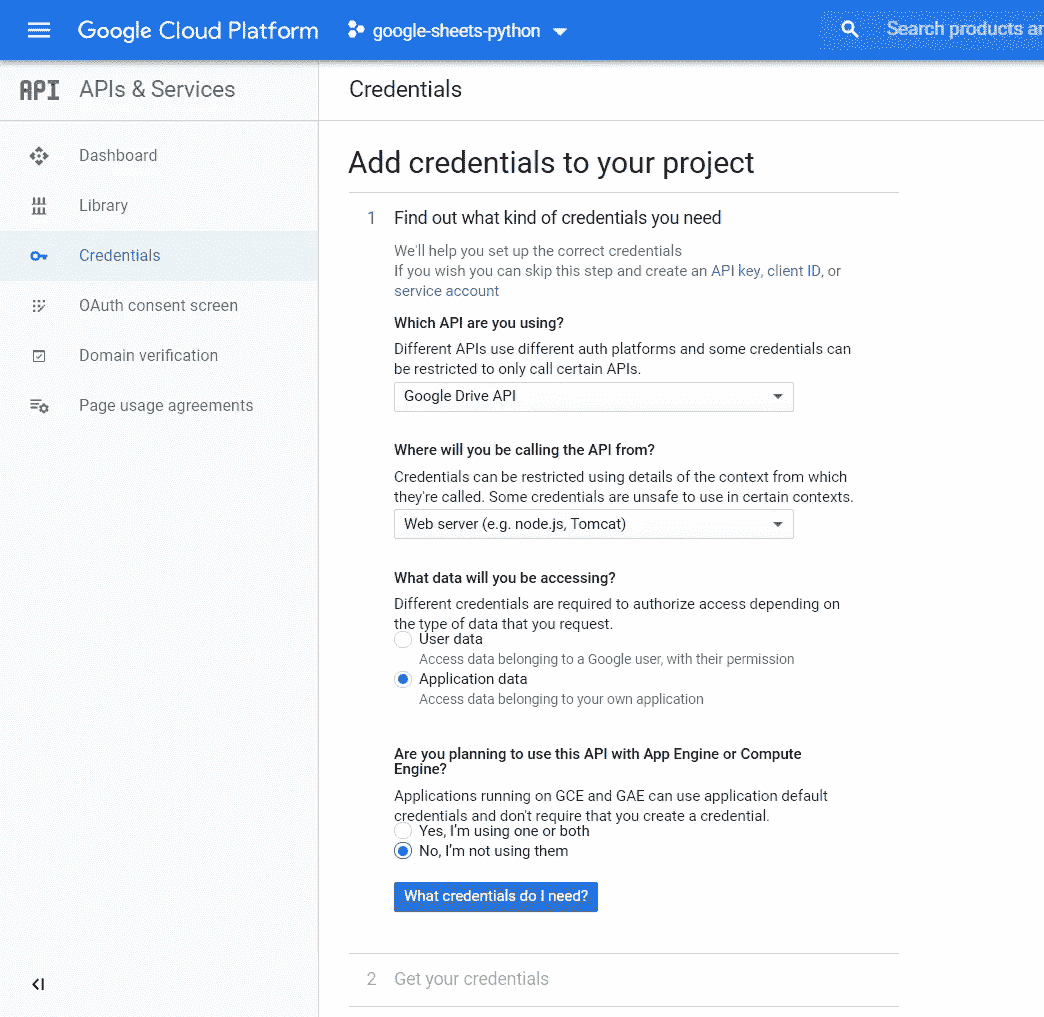 Google Cloud Platform
google-sheets-python
Search products
API
APIs & Services
Credentials
Dashboard
Library
Credentials
OAuth consent screen
Domain verification
Page usage agreements
Add credentials to your project
1 Find out what kind of credentials you need
We'll help you set up the correct credentials
If you wish you can skip this step and create an API key, client ID, or
service account
Which API are you using?
Different APIs use different auth platforms and some credentials can
be restricted to only call certain APIs.
Google Drive API
Where will you be calling the API from?
Credentials can be restricted using details of the context from which
they're called. Some credentials are unsafe to use in certain contexts.
Web server (e.g. node.js, Tomcat)
What data will you be accessing?
Different credentials are required to authorize access depending on
the type of data that you request.
User data
Access data belonging to a Google user, with their permission
Application data
Access data belonging to your own application
Are you planning to use this API with App Engine or Compute
Engine?
Applications running on GCE and GAE can use application default
credentials and don't require that you create a credential.
Yes, I'm using one or both
No, I'm not using them
What credentials do I need?
2 Get your credentials